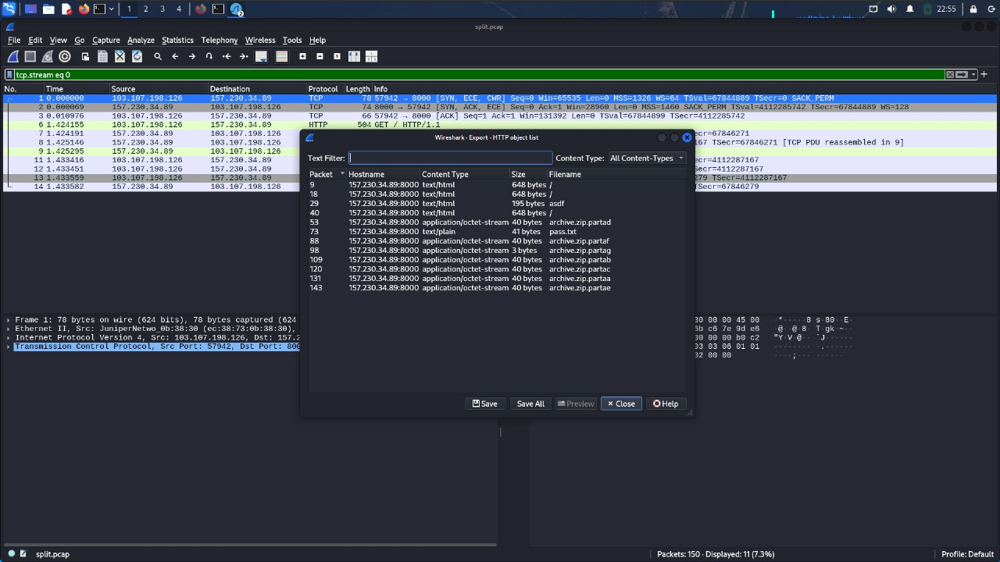 1 2 3 4 2 22:55
split.pcap
File Edit View Go Capture Analyze Statistics Telephony Wireless Tools Help
tcp.stream eq 0
No. Time Source Destination Protocol Length Info
1 0.000000 103.107.198.126 157.230.34.89 TCP 78 57942 → 8000 [SYN, ECE, CWR] Seq=0 Win=65535 Len=0 MSS=1326 WS=64 TSval=67844889 TSecr=0 SACK_PERM
2 0.000069 157.230.34.89 103.107.198.126 TCP 74 8000 → 57942 [SYN, ACK, ECE] Seq=0 Ack=1 Win=28960 Len=0 MSS=1460 SACK_PERM TSval=4112285742 TSecr=67844889 WS=128
3 0.010976 103.107.198.126 157.230.34.89 TCP 66 57942 → 8000 [ACK] Seq=1 Ack=1 Win=131392 Len=0 TSval=67844899 TSecr=4112285742
6 1.424155 103.107.198.126 157.230.34.89 HTTP 504 GET / HTTP/1.1
7 1.424191 157.230.34.89 103.107.198.126 TSecr=67846271
8 1.425146 157.230.34.89 103.107.198.126 167 TSecr=67846271 [TCP PDU reassembled in 9]
9 1.425295 157.230.34.89 103.107.198.126
11 1.433416 103.107.198.126 157.230.34.89 =4112287167
12 1.433451 103.107.198.126 157.230.34.89 =4112287167
13 1.433559 103.107.198.126 157.230.34.89 279 TSecr=4112287167
14 1.433582 157.230.34.89 103.107.198.126 TSecr=67846279
Wireshark · Export · HTTP object list
Text Filter: Content Type: All Content-Types
Packet Hostname Content Type Size Filename
9 157.230.34.89:8000 text/html 648 bytes /
18 157.230.34.89:8000 text/html 648 bytes /
29 157.230.34.89:8000 text/html 195 bytes asdf
40 157.230.34.89:8000 text/html 648 bytes /
53 157.230.34.89:8000 application/octet-stream 40 bytes archive.zip.partad
73 157.230.34.89:8000 text/plain 41 bytes pass.txt
88 157.230.34.89:8000 application/octet-stream 40 bytes archive.zip.partaf
98 157.230.34.89:8000 application/octet-stream 3 bytes archive.zip.partag
109 157.230.34.89:8000 application/octet-stream 40 bytes archive.zip.partab
120 157.230.34.89:8000 application/octet-stream 40 bytes archive.zip.partac
131 157.230.34.89:8000 application/octet-stream 40 bytes archive.zip.partaa
143 157.230.34.89:8000 application/octet-stream 40 bytes archive.zip.partae
Save Save All Preview Close Help
Frame 1: 78 bytes on wire (624 bits), 78 bytes captured (624
Ethernet II, Src: JuniperNetwo_0b:38:30 (ec:38:73:0b:38:30),
Internet Protocol Version 4, Src: 103.107.198.126, Dst: 157.2
Transmission Control Protocol, Src Port: 57942, Dst Port: 800
30 08 00 45 00 ·*·····8 s·80··E·
6b c6 7e 9d e6 ·@··@·8 T·gk·~··
00 00 00 b0 c2 "Y·V·@·· ·J······
03 03 06 01 01
02 00 00 ····;··· ······
split.pcap Packets: 150 · Displayed: 11 (7.3%) Profile: Default